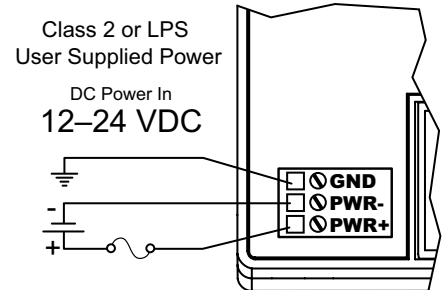 Class 2 or LPS
User Supplied Power
DC Power In
12–24 VDC
GND
PWR-
PWR+
-
+